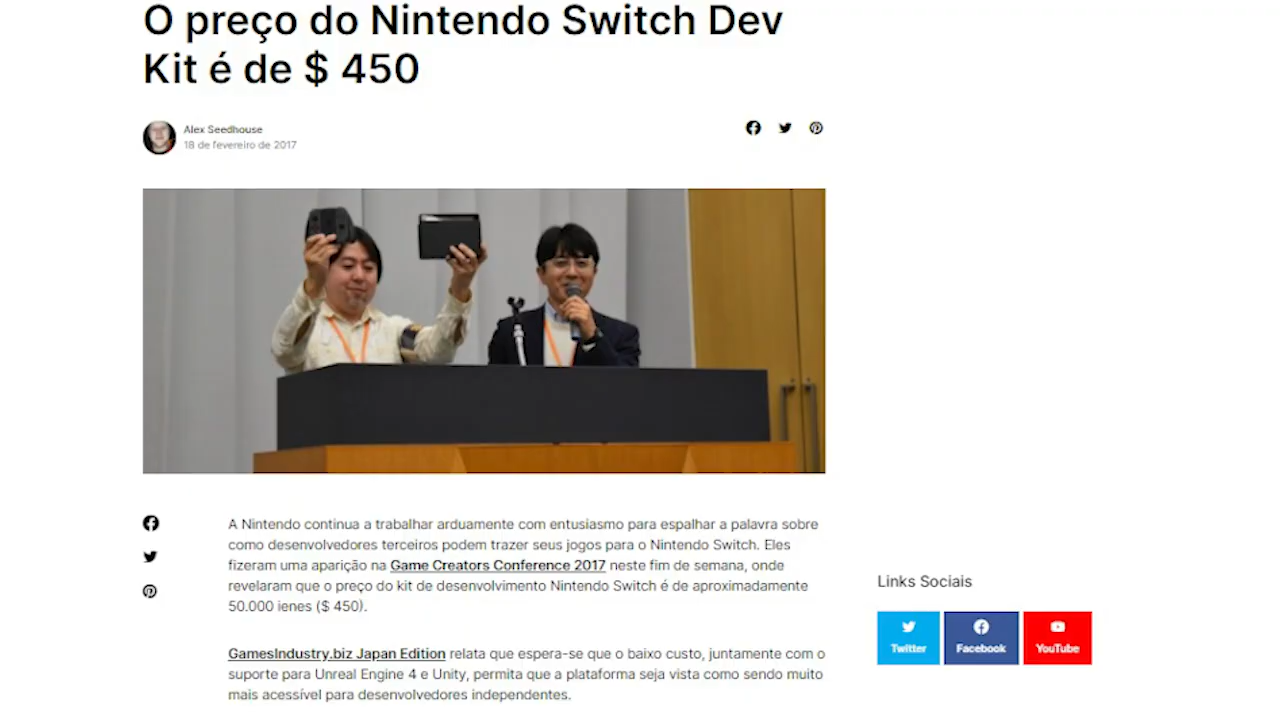 O preço do Nintendo Switch Dev
Kit é de $ 450
Alex Seedhouse
18 de fevereiro de 2017
A Nintendo continua a trabalhar arduamente com entusiasmo para espalhar a palavra sobre
como desenvolvedores terceiros podem trazer seus jogos para o Nintendo Switch. Eles
fizeram uma aparição na Game Creators Conference 2017 neste fim de semana, onde
revelaram que o preço do kit de desenvolvimento Nintendo Switch é de aproximadamente
50.000 ienes ($ 450).
GamesIndustry.biz Japan Edition relata que espera-se que o baixo custo, juntamente com o
suporte para Unreal Engine 4 e Unity, permita que a plataforma seja vista como sendo muito
mais acessível para desenvolvedores independentes.
Links Sociais
Twitter
Facebook
YouTube